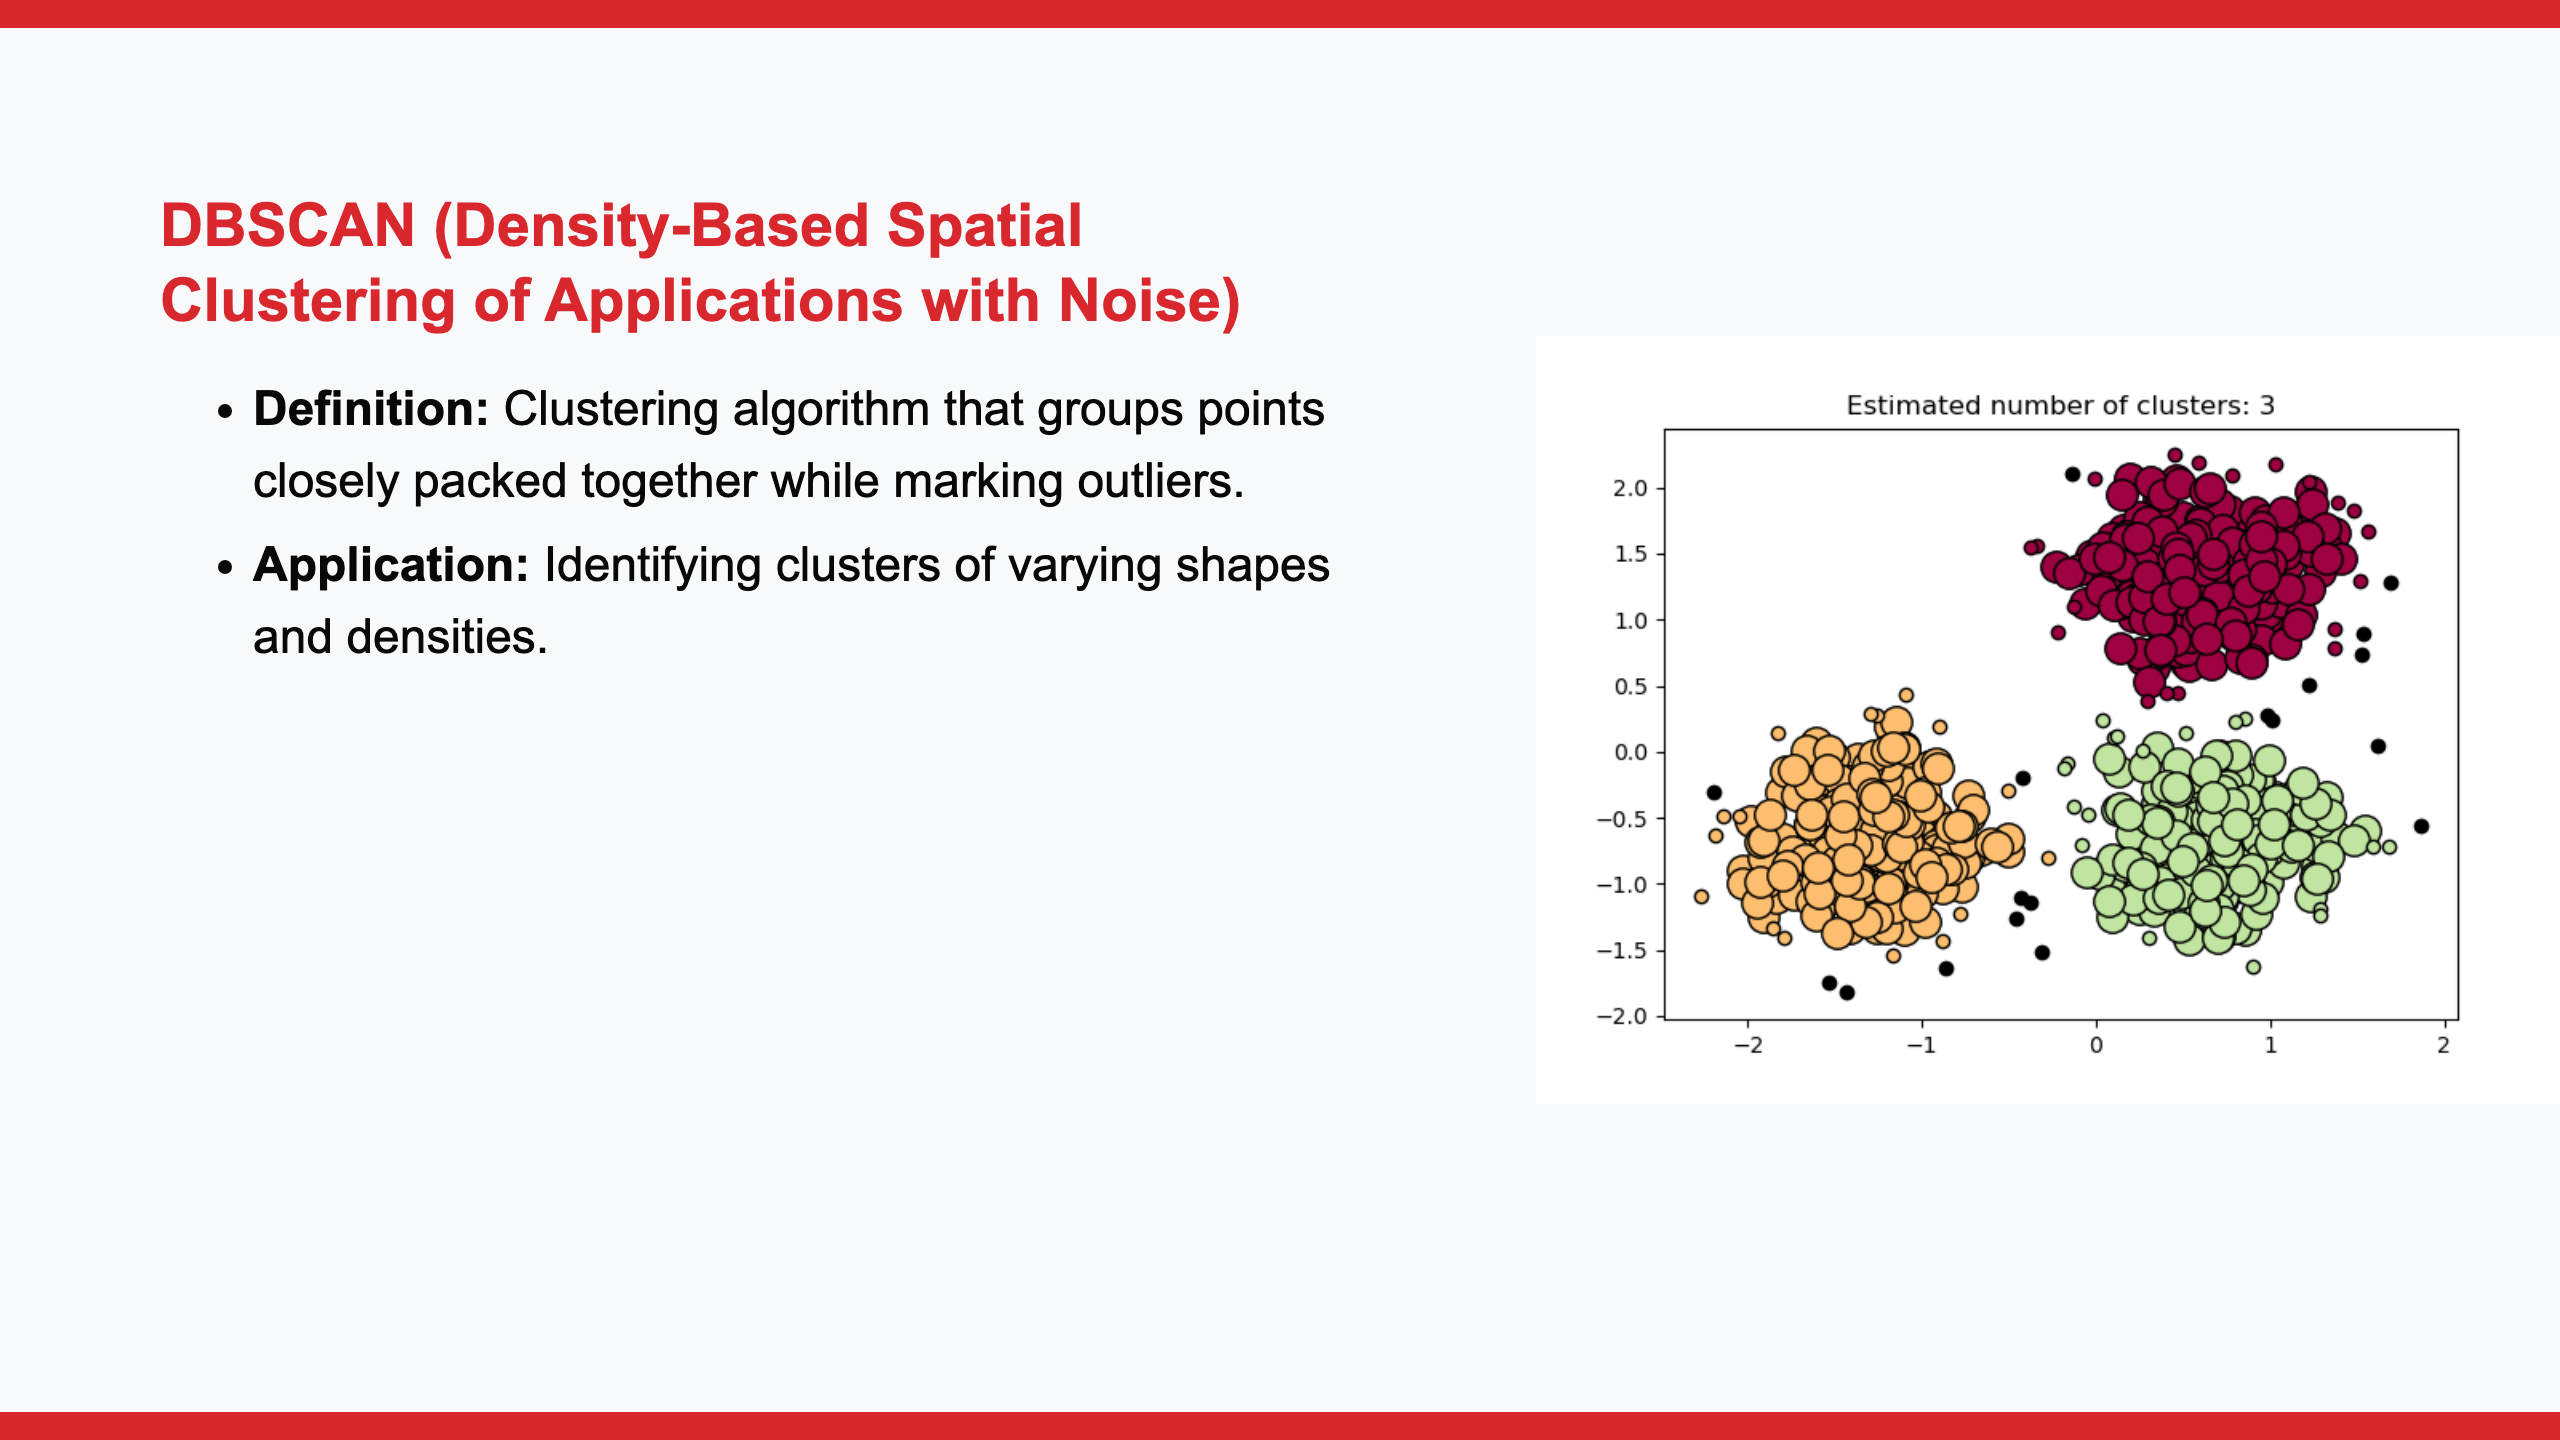 DBSCAN (Density-Based Spatial
Clustering of Applications with Noise)
• Definition: Clustering algorithm that groups points
closely packed together while marking outliers.
• Application: Identifying clusters of varying shapes
and densities.
Estimated number of clusters: 3
2.0
1.5
1.0
0.5
0.0
−0.5
−1.0
−1.5
−2.0
−2 −1 0 1 2